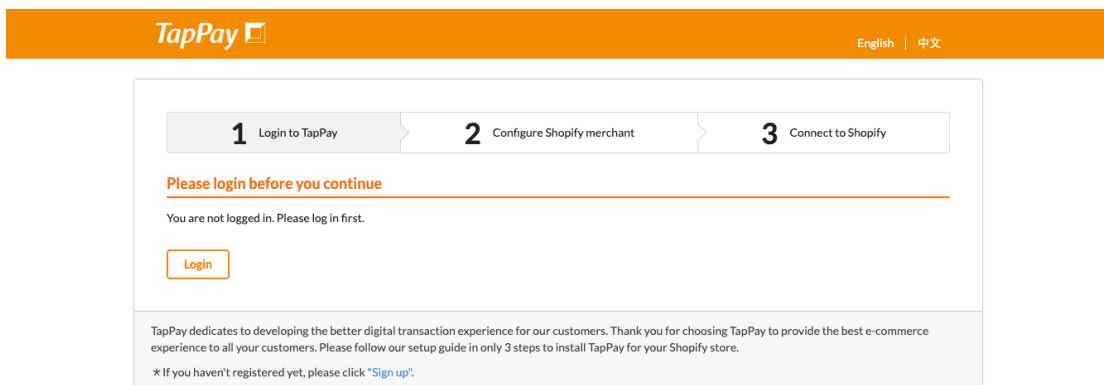 TapPay
English | 中文
1 Login to TapPay
2 Configure Shopify merchant
3 Connect to Shopify
Please login before you continue
You are not logged in. Please log in first.
Login
TapPay dedicates to developing the better digital transaction experience for our customers. Thank you for choosing TapPay to provide the best e-commerce
experience to all your customers. Please follow our setup guide in only 3 steps to install TapPay for your Shopify store.
* If you haven't registered yet, please click "Sign up".